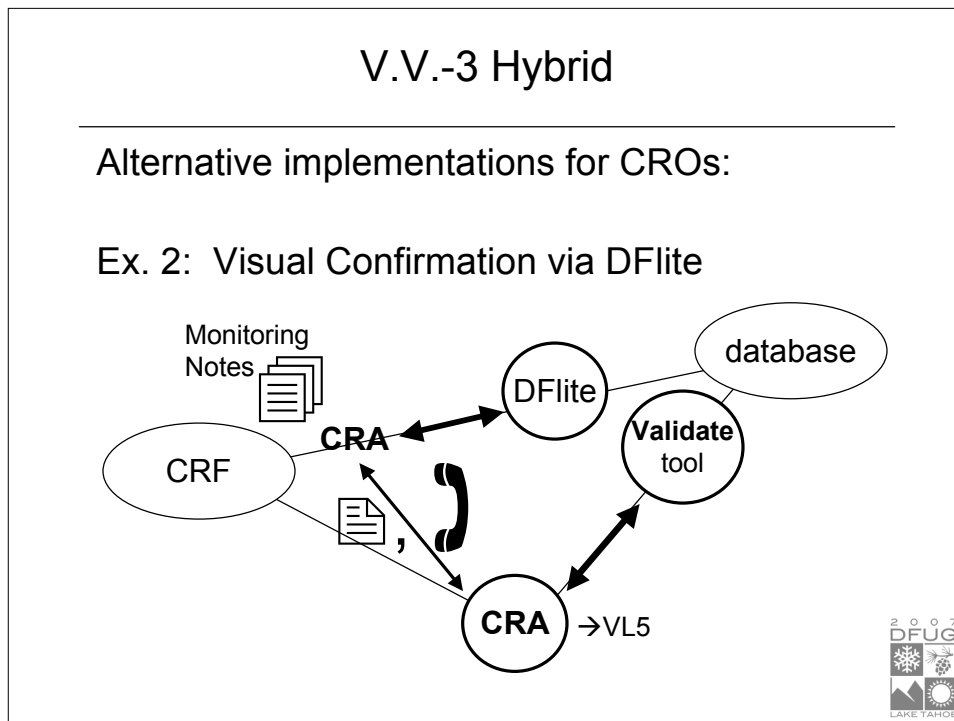 V.V.-3 Hybrid
Alternative implementations for CROs:
Ex. 2: Visual Confirmation via DFlite
Monitoring
Notes
database
DFlite
Validate
tool
CRA
CRF
,
CRA
→VL5
2007
DFUG
LAKE TAHOE